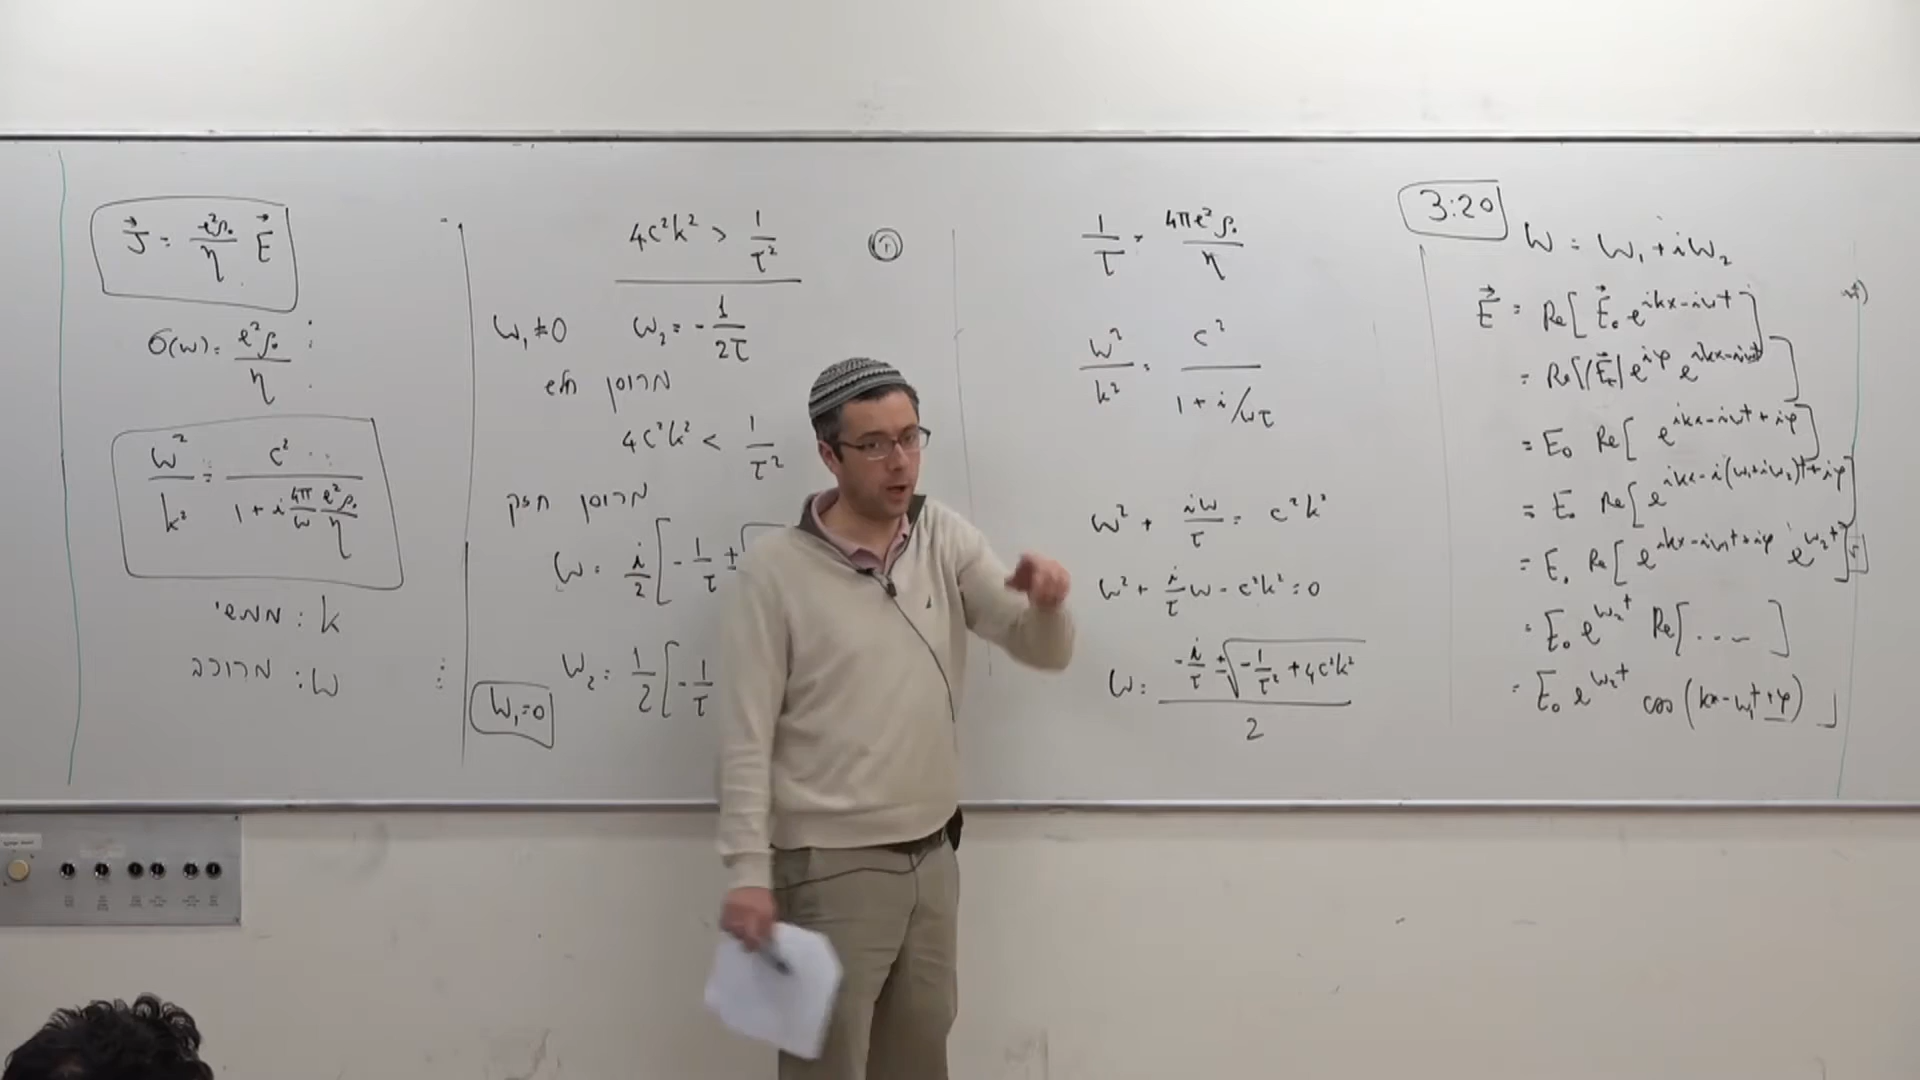 J⃗ = e²ρ₀/η E⃗
σ(ω) = e²ρ₀/η
ω²/k² = c²/(1 + i 4π/ω e²ρ₀/η)
k : ממשי
ω : מרוכב
4c²k² > 1/τ²
①
ω₁ ≠ 0 ω₂ = -1/2τ
מרוסן חלש
4c²k² < 1/τ²
מרוסן חזק
ω = i/2 [ -1/τ ±
ω₂ = 1/2 [ -1/τ
ω₁ = 0
1/τ = 4πe²ρ₀/η
ω²/k² = c²/(1 + i/ωτ)
ω² + iω/τ = c²k²
ω² + i/τ ω - c²k² = 0
ω = (-i/τ ± √(-1/τ² + 4c²k²))/2
3:20
ω = ω₁ + iω₂
E⃗ = Re[ E⃗₀ e^{ikx-iωt} ]
= Re[ |E⃗₀| e^{iφ} e^{ikx-iωt} ]
= E₀ Re[ e^{ikx-iωt+iφ} ]
= E₀ Re[ e^{ikx-i(ω₁+iω₂)t+iφ} ]
= E₀ Re[ e^{ikx-iω₁t+iφ} e^{ω₂t} ]
= E₀ e^{ω₂t} Re[ .... ]
= E₀ e^{ω₂t} cos(kx-ω₁t+φ)